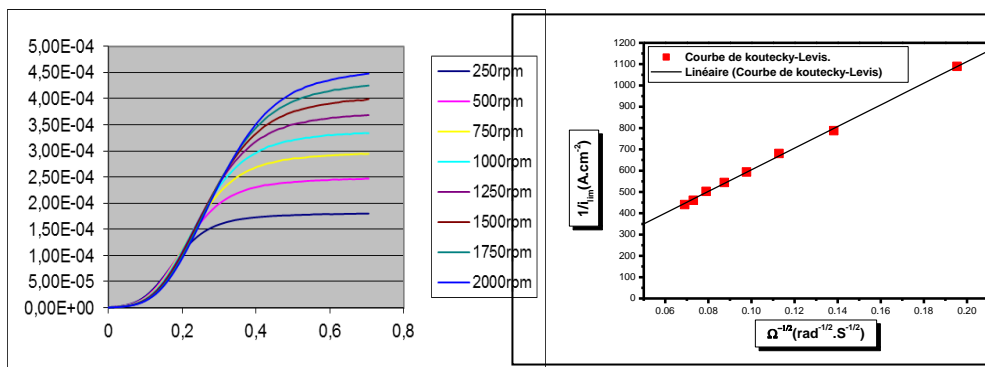 5,00E-04
4,50E-04
4,00E-04
3,50E-04
3,00E-04
2,50E-04
2,00E-04
1,50E-04
1,00E-04
5,00E-05
0,00E+00
0
0,2
0,4
0,6
0,8
250rpm
500rpm
750rpm
1000rpm
1250rpm
1500rpm
1750rpm
2000rpm
Courbe de koutecky-Levis.
Linéaire (Courbe de koutecky-Levis)
1200
1100
1000
900
800
700
600
500
400
300
200
100
0
1/i_lim(A.cm⁻²)
0.06
0.08
0.10
0.12
0.14
0.16
0.18
0.20
Ω⁻¹/²(rad⁻¹/².S⁻¹/²)